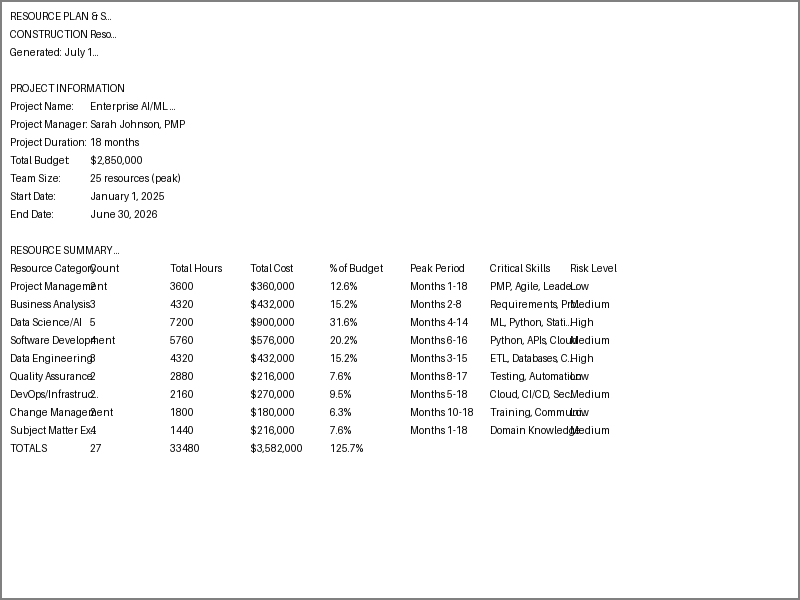 RESOURCE PLAN & S...
CONSTRUCTION Reso...
Generated: July 1...
PROJECT INFORMATION
Project Name: Enterprise AI/ML ...
Project Manager: Sarah Johnson, PMP
Project Duration: 18 months
Total Budget: $2,850,000
Team Size: 25 resources (peak)
Start Date: January 1, 2025
End Date: June 30, 2026
RESOURCE SUMMARY...
Resource Category Count Total Hours Total Cost % of Budget Peak Period Critical Skills Risk Level
Project Management 2 3600 $360,000 12.6% Months 1-18 PMP, Agile, Leade... Low
Business Analysis 3 4320 $432,000 15.2% Months 2-8 Requirements, Pr... Medium
Data Science/AI 5 7200 $900,000 31.6% Months 4-14 ML, Python, Stati... High
Software Development 4 5760 $576,000 20.2% Months 6-16 Python, APIs, Cloud Medium
Data Engineering 3 4320 $432,000 15.2% Months 3-15 ETL, Databases, C... High
Quality Assurance 2 2880 $216,000 7.6% Months 8-17 Testing, Automation Low
DevOps/Infrastruc... 2 2160 $270,000 9.5% Months 5-18 Cloud, CI/CD, Sec... Medium
Change Management 2 1800 $180,000 6.3% Months 10-18 Training, Commu... Low
Subject Matter Ex... 4 1440 $216,000 7.6% Months 1-18 Domain Knowledge Medium
TOTALS 27 33480 $3,582,000 125.7%